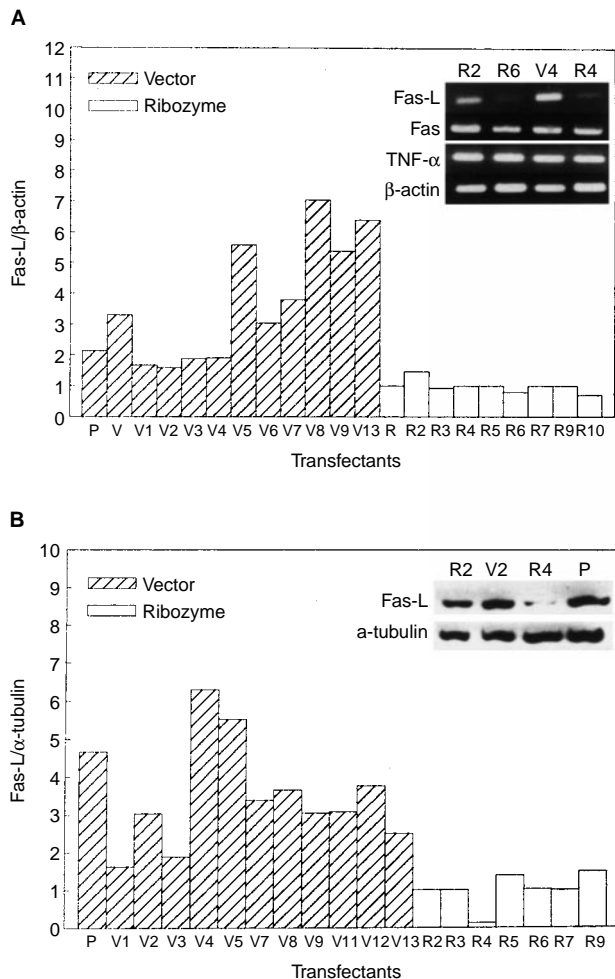 A
12
11
10
9
8
7
6
5
4
3
2
1
0
Fas-L/β-actin
Vector
Ribozyme
R2 R6 V4 R4
Fas-L
Fas
TNF-α
β-actin
P V V1 V2 V3 V4 V5 V6 V7 V8 V9 V13 R R2 R3 R4 R5 R6 R7 R9 R10
Transfectants
B
10
9
8
7
6
5
4
3
2
1
0
Fas-L/α-tubulin
Vector
Ribozyme
R2 V2 R4 P
Fas-L
a-tubulin
P V1 V2 V3 V4 V5 V7 V8 V9 V11 V12 V13 R2 R3 R4 R5 R6 R7 R9
Transfectants